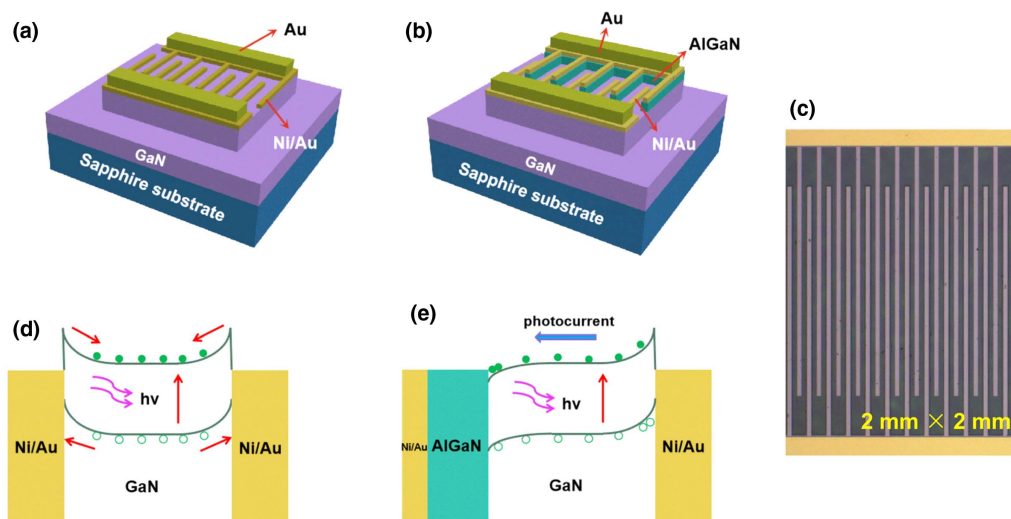 (a)
Au
Ni/Au
GaN
Sapphire substrate
(b)
Au
AlGaN
Ni/Au
GaN
Sapphire substrate
(c)
2 mm × 2 mm
(d)
hν
Ni/Au
Ni/Au
GaN
(e)
photocurrent
hν
Ni/Au
AlGaN
Ni/Au
GaN